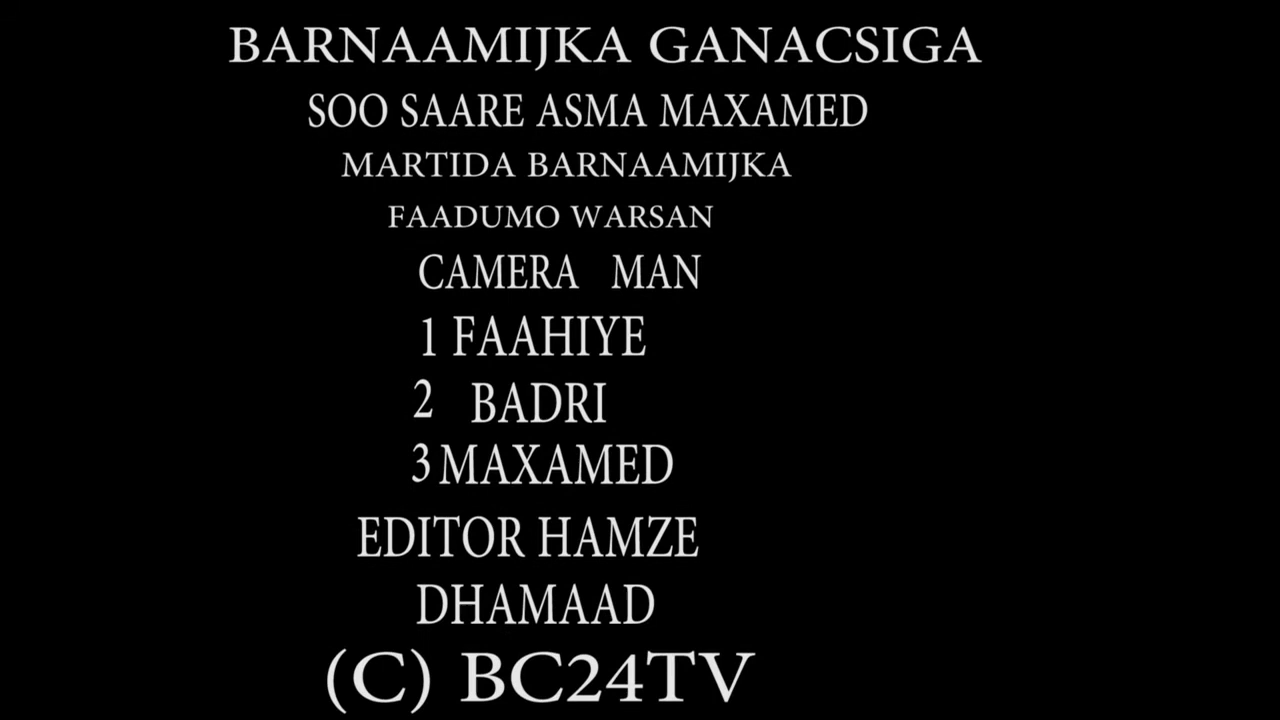 BARNAAMIJKA GANACSIGA
SOO SAARE ASMA MAXAMED
MARTIDA BARNAAMIJKA
FAADUMO WARSAN
CAMERA MAN
1 FAAHIYE
2 BADRI
3 MAXAMED
EDITOR HAMZE
DHAMAAD
(C) BC24TV